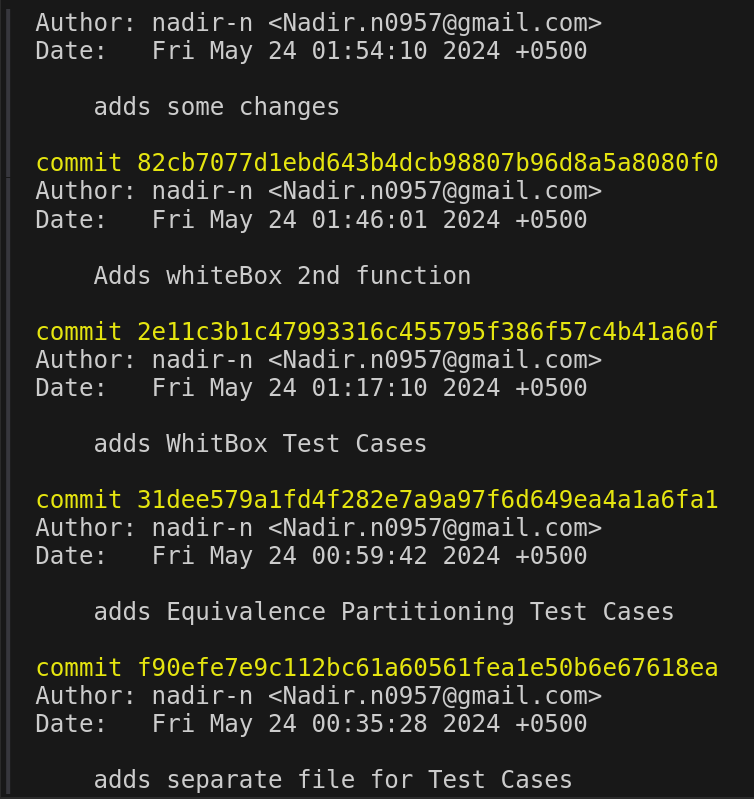 Author: nadir-n <Nadir.n0957@gmail.com>
Date:   Fri May 24 01:54:10 2024 +0500
adds some changes
commit 82cb7077d1ebd643b4dcb98807b96d8a5a8080f0
Author: nadir-n <Nadir.n0957@gmail.com>
Date:   Fri May 24 01:46:01 2024 +0500
Adds whiteBox 2nd function
commit 2e11c3b1c47993316c455795f386f57c4b41a60f
Author: nadir-n <Nadir.n0957@gmail.com>
Date:   Fri May 24 01:17:10 2024 +0500
adds WhitBox Test Cases
commit 31dee579a1fd4f282e7a9a97f6d649ea4a1a6fa1
Author: nadir-n <Nadir.n0957@gmail.com>
Date:   Fri May 24 00:59:42 2024 +0500
adds Equivalence Partitioning Test Cases
commit f90efe7e9c112bc61a60561fea1e50b6e67618ea
Author: nadir-n <Nadir.n0957@gmail.com>
Date:   Fri May 24 00:35:28 2024 +0500
adds separate file for Test Cases